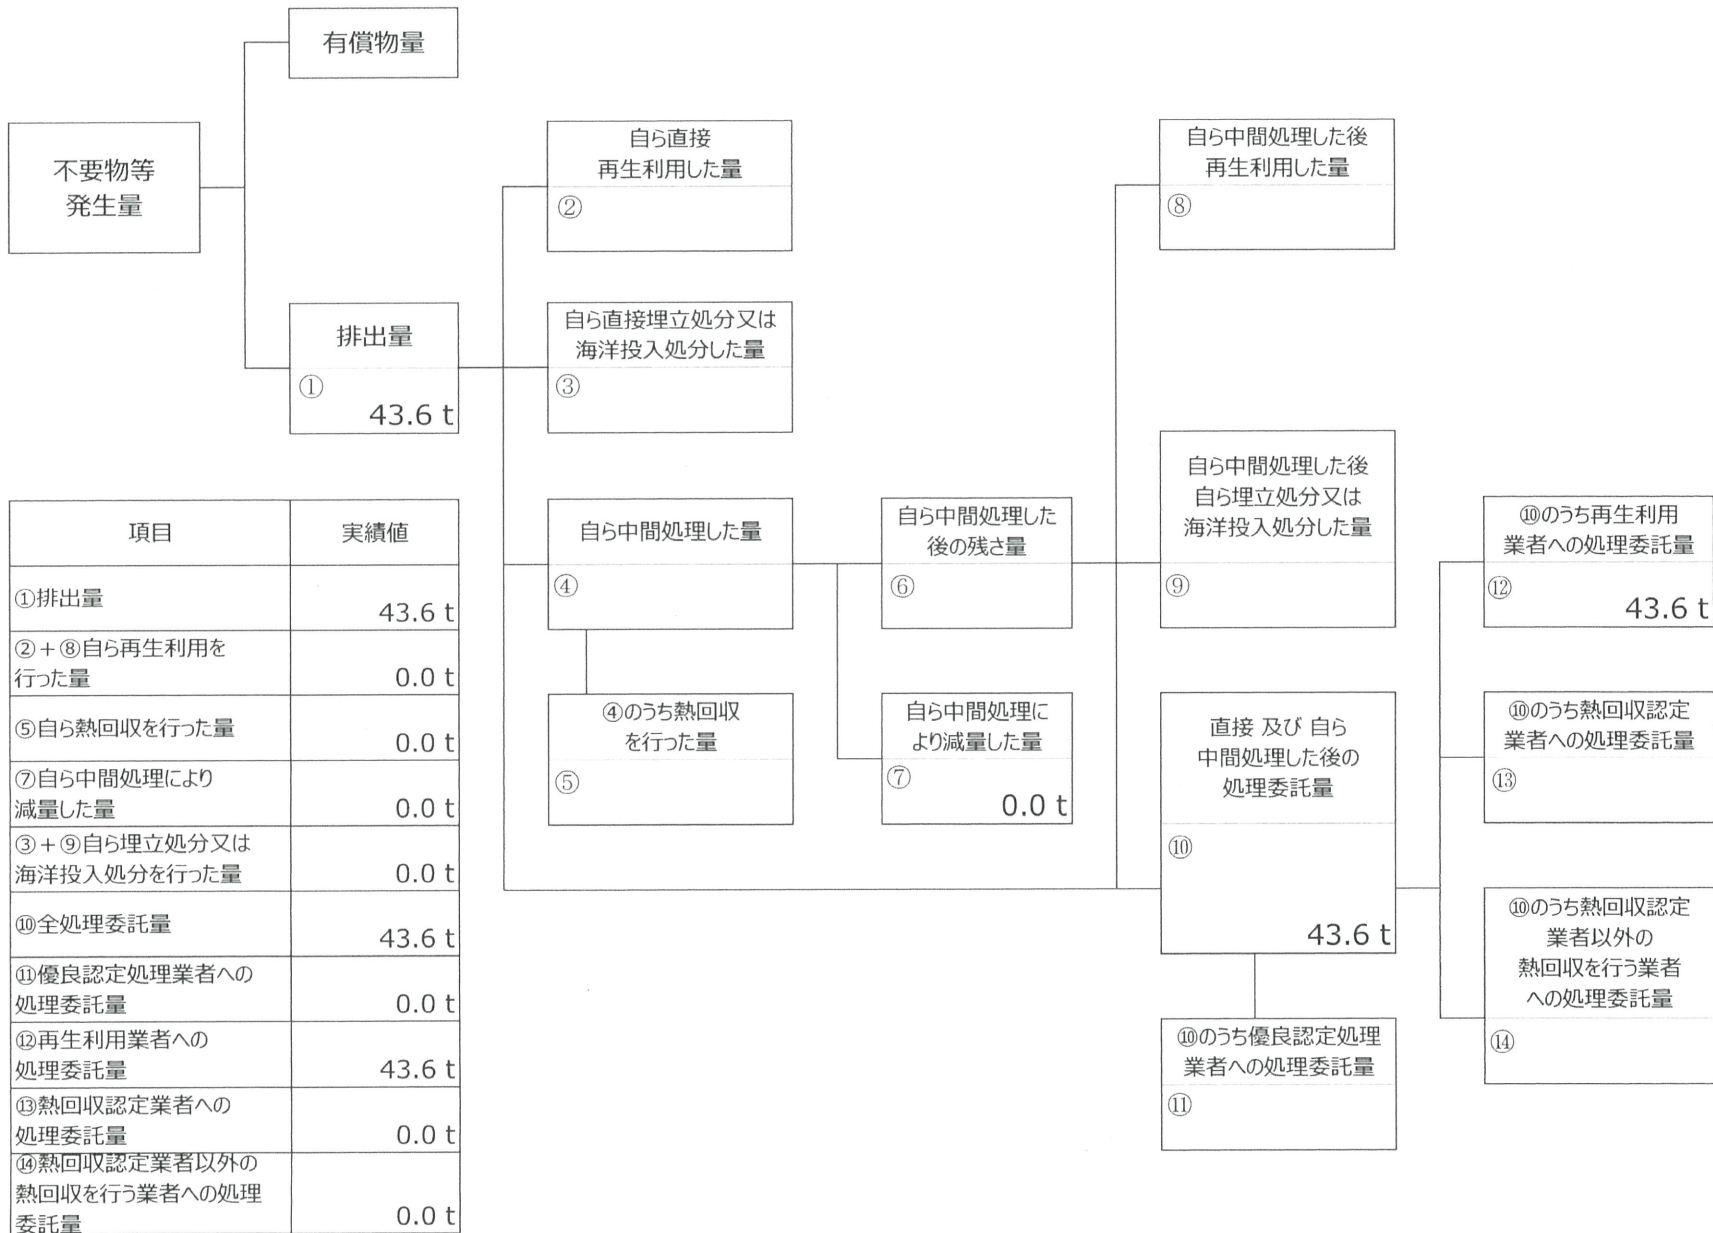 有償物量
不要物等
発生量
排出量
①
43.6 t
自ら直接
再生利用した量
②
自ら直接埋立処分又は
海洋投入処分した量
③
自ら中間処理した量
④
④のうち熱回収
を行った量
⑤
自ら中間処理した
後の残さ量
⑥
自ら中間処理に
より減量した量
⑦
0.0 t
自ら中間処理した後
再生利用した量
⑧
自ら中間処理した後
自ら埋立処分又は
海洋投入処分した量
⑨
直接 及び 自ら
中間処理した後の
処理委託量
⑩
43.6 t
⑩のうち優良認定処理
業者への処理委託量
⑪
⑩のうち再生利用
業者への処理委託量
⑫
43.6 t
⑩のうち熱回収認定
業者への処理委託量
⑬
⑩のうち熱回収認定
業者以外の
熱回収を行う業者
への処理委託量
⑭
項目 実績値
①排出量 43.6 t
②+⑧自ら再生利用を
行った量 0.0 t
⑤自ら熱回収を行った量 0.0 t
⑦自ら中間処理により
減量した量 0.0 t
③+⑨自ら埋立処分又は
海洋投入処分を行った量 0.0 t
⑩全処理委託量 43.6 t
⑪優良認定処理業者への
処理委託量 0.0 t
⑫再生利用業者への
処理委託量 43.6 t
⑬熱回収認定業者への
処理委託量 0.0 t
⑭熱回収認定業者以外の
熱回収を行う業者への処理
委託量 0.0 t